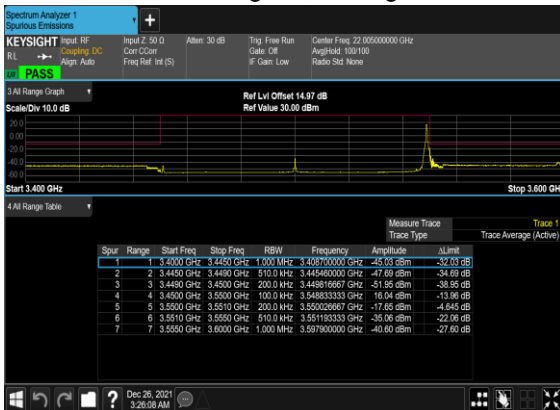 Spectrum Analyzer 1
Spurious Emissions
KEYSIGHT Input: RF Input Z: 50 Ω Atten: 30 dB Trig: Free Run Center Freq: 22.005000000 GHz
RL Coupling: DC Corr CCorr Gate: Off Avg|Hold: 100/100
Align: Auto Freq Ref: Int (S) IF Gain: Low Radio Std: None
PASS
3 All Range Graph
Ref Lvl Offset 14.97 dB
Scale/Div 10.0 dB Ref Value 30.00 dBm
20.0
0.00
-20.0
-40.0
-60.0
Start 3.400 GHz Stop 3.600 GH
4 All Range Table
Measure Trace Trace 1
Trace Type Trace Average (Active)
Spur Range Start Freq Stop Freq RBW Frequency Amplitude ΔLimit
1 1 3.4000 GHz 3.4450 GHz 1.000 MHz 3.408700000 GHz -45.03 dBm -32.03 dB
2 2 3.4450 GHz 3.4490 GHz 510.0 kHz 3.445460000 GHz -47.69 dBm -34.69 dB
3 3 3.4490 GHz 3.4500 GHz 200.0 kHz 3.449816667 GHz -51.95 dBm -38.95 dB
4 4 3.4500 GHz 3.5500 GHz 100.0 kHz 3.548833333 GHz 16.04 dBm -13.96 dB
5 5 3.5500 GHz 3.5510 GHz 200.0 kHz 3.550026667 GHz -17.65 dBm -4.645 dB
6 6 3.5510 GHz 3.5550 GHz 510.0 kHz 3.551193333 GHz -35.06 dBm -22.06 dB
7 7 3.5550 GHz 3.6000 GHz 1.000 MHz 3.597900000 GHz -40.60 dBm -27.60 dB
Dec 26, 2021
3:26:08 AM